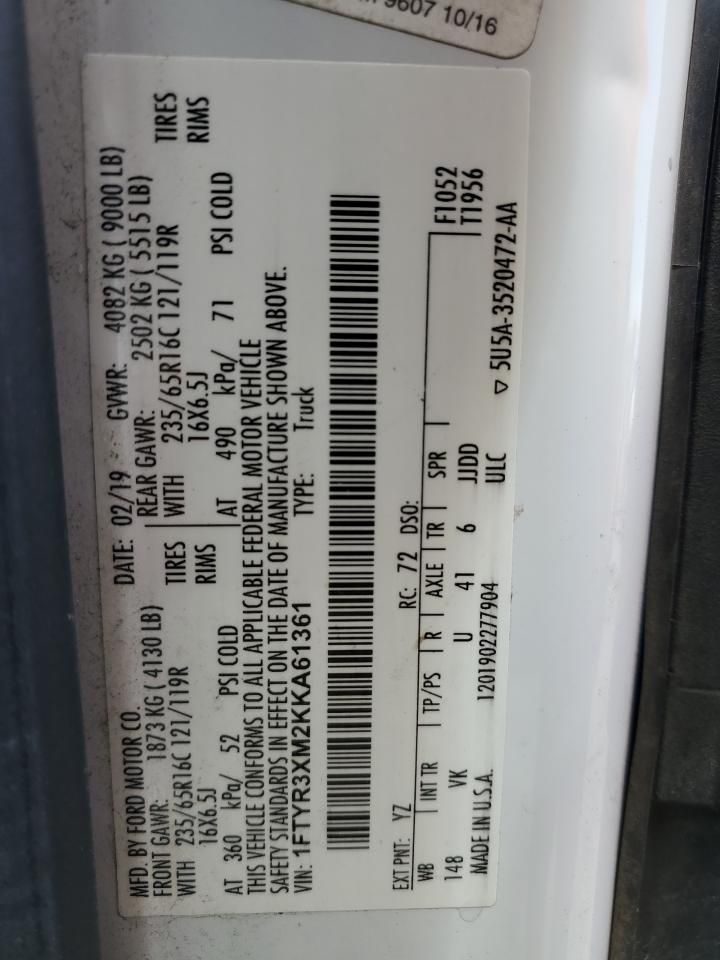 9607 10/16
MFD. BY FORD MOTOR CO.
DATE: 02/19 GVWR: 4082 KG ( 9000 LB)
FRONT GAWR: 1873 KG ( 4130 LB)
REAR GAWR: 2502 KG ( 5515 LB)
WITH 235/65R16C 121/119R TIRES
WITH 235/65R16C 121/119R TIRES
16X6.5J RIMS
16X6.5J RIMS
AT 360 kPa/ 52 PSI COLD
AT 490 kPa/ 71 PSI COLD
THIS VEHICLE CONFORMS TO ALL APPLICABLE FEDERAL MOTOR VEHICLE
SAFETY STANDARDS IN EFFECT ON THE DATE OF MANUFACTURE SHOWN ABOVE.
VIN: 1FTYR3XM2KKA61361 TYPE: Truck
EXT PNT: YZ RC: 72 DSO:
WB INT TR TP/PS R AXLE TR SPR F1052
T1956
148 VK U 41 6 JJDD
MADE IN U.S.A. 1201902277904 ULC ▽ 5U5A-3520472-AA